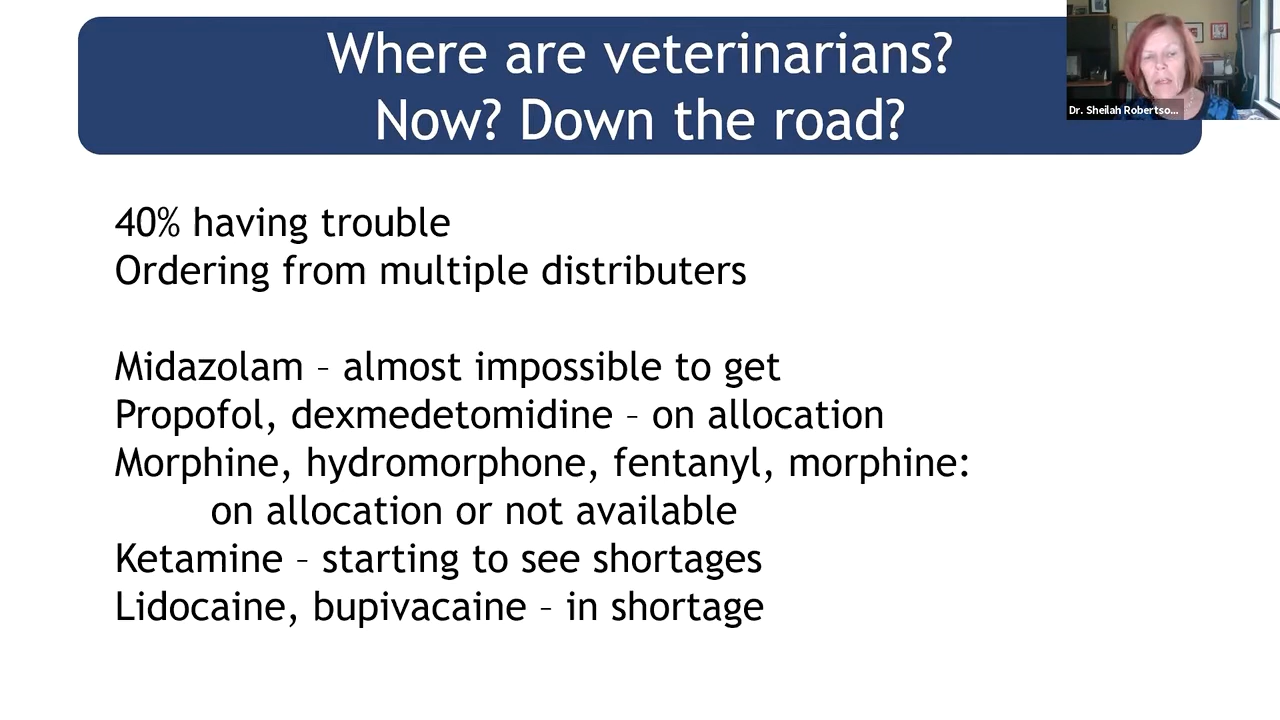 Where are veterinarians?
Now? Down the road?
Dr. Sheilah Robertso...
40% having trouble
Ordering from multiple distributers
Midazolam – almost impossible to get
Propofol, dexmedetomidine – on allocation
Morphine, hydromorphone, fentanyl, morphine:
on allocation or not available
Ketamine – starting to see shortages
Lidocaine, bupivacaine – in shortage